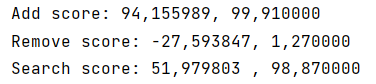 Add score: 94,155989, 99,910000
Remove score: -27,593847, 1,270000
Search score: 51,979803 , 98,870000